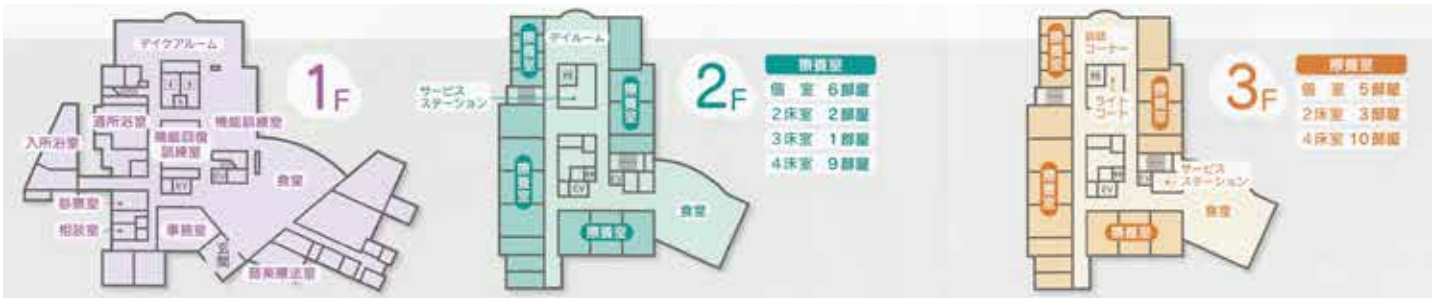 デイケアルーム
通所浴室
機能訓練室
入所浴室
機能回復
訓練室
EV
食堂
診察室
相談室
事務室
玄関
音楽療法室
1F
療養室
デイルーム
サービス
ステーション
療養室
療養室
EV
食堂
療養室
2F
療養室
個室 6部屋
2床室 2部屋
3床室 1部屋
4床室 9部屋
療養室
コーナー
ライト
コート
療養室
療養室
EV
サービス
ステーション
食堂
療養室
3F
療養室
個室 5部屋
2床室 3部屋
4床室 10部屋